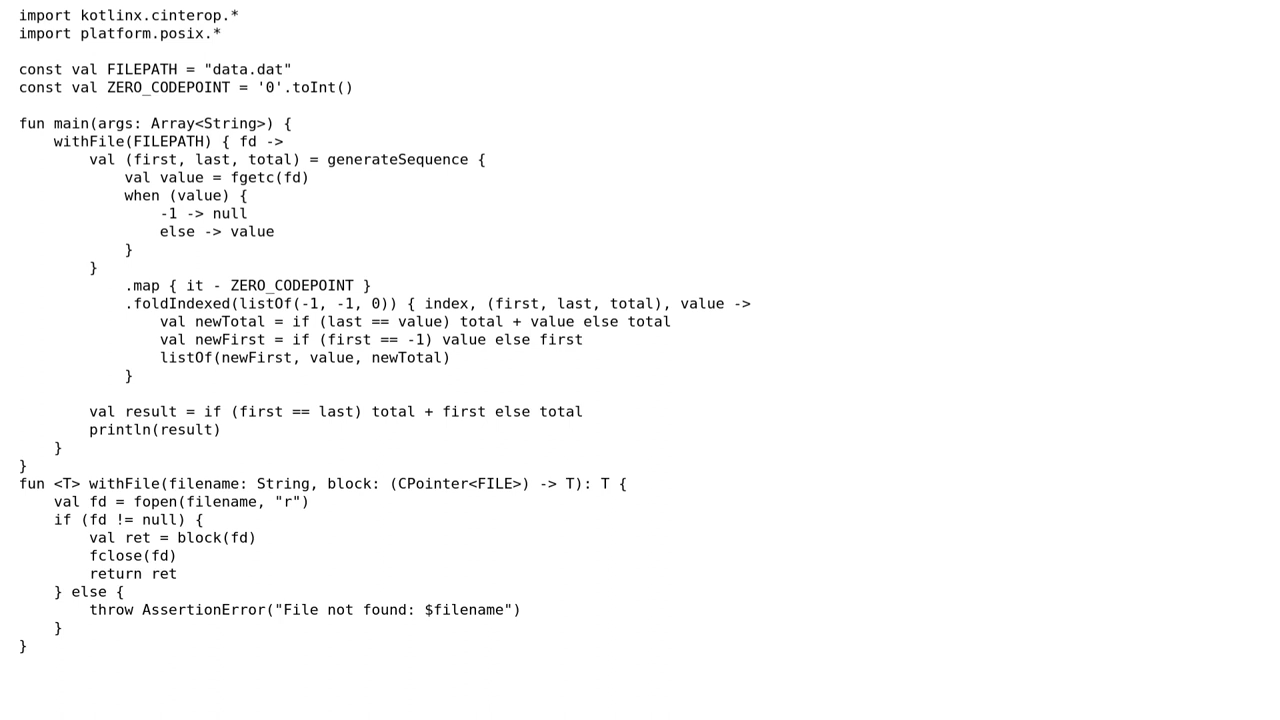 import kotlinx.cinterop.*
import platform.posix.*

const val FILEPATH = "data.dat"
const val ZERO_CODEPOINT = '0'.toInt()

fun main(args: Array<String>) {
    withFile(FILEPATH) { fd ->
        val (first, last, total) = generateSequence {
            val value = fgetc(fd)
            when (value) {
                -1 -> null
                else -> value
            }
        }
            .map { it - ZERO_CODEPOINT }
            .foldIndexed(listOf(-1, -1, 0)) { index, (first, last, total), value ->
                val newTotal = if (last == value) total + value else total
                val newFirst = if (first == -1) value else first
                listOf(newFirst, value, newTotal)
            }

        val result = if (first == last) total + first else total
        println(result)
    }
}
fun <T> withFile(filename: String, block: (CPointer<FILE>) -> T): T {
    val fd = fopen(filename, "r")
    if (fd != null) {
        val ret = block(fd)
        fclose(fd)
        return ret
    } else {
        throw AssertionError("File not found: $filename")
    }
}